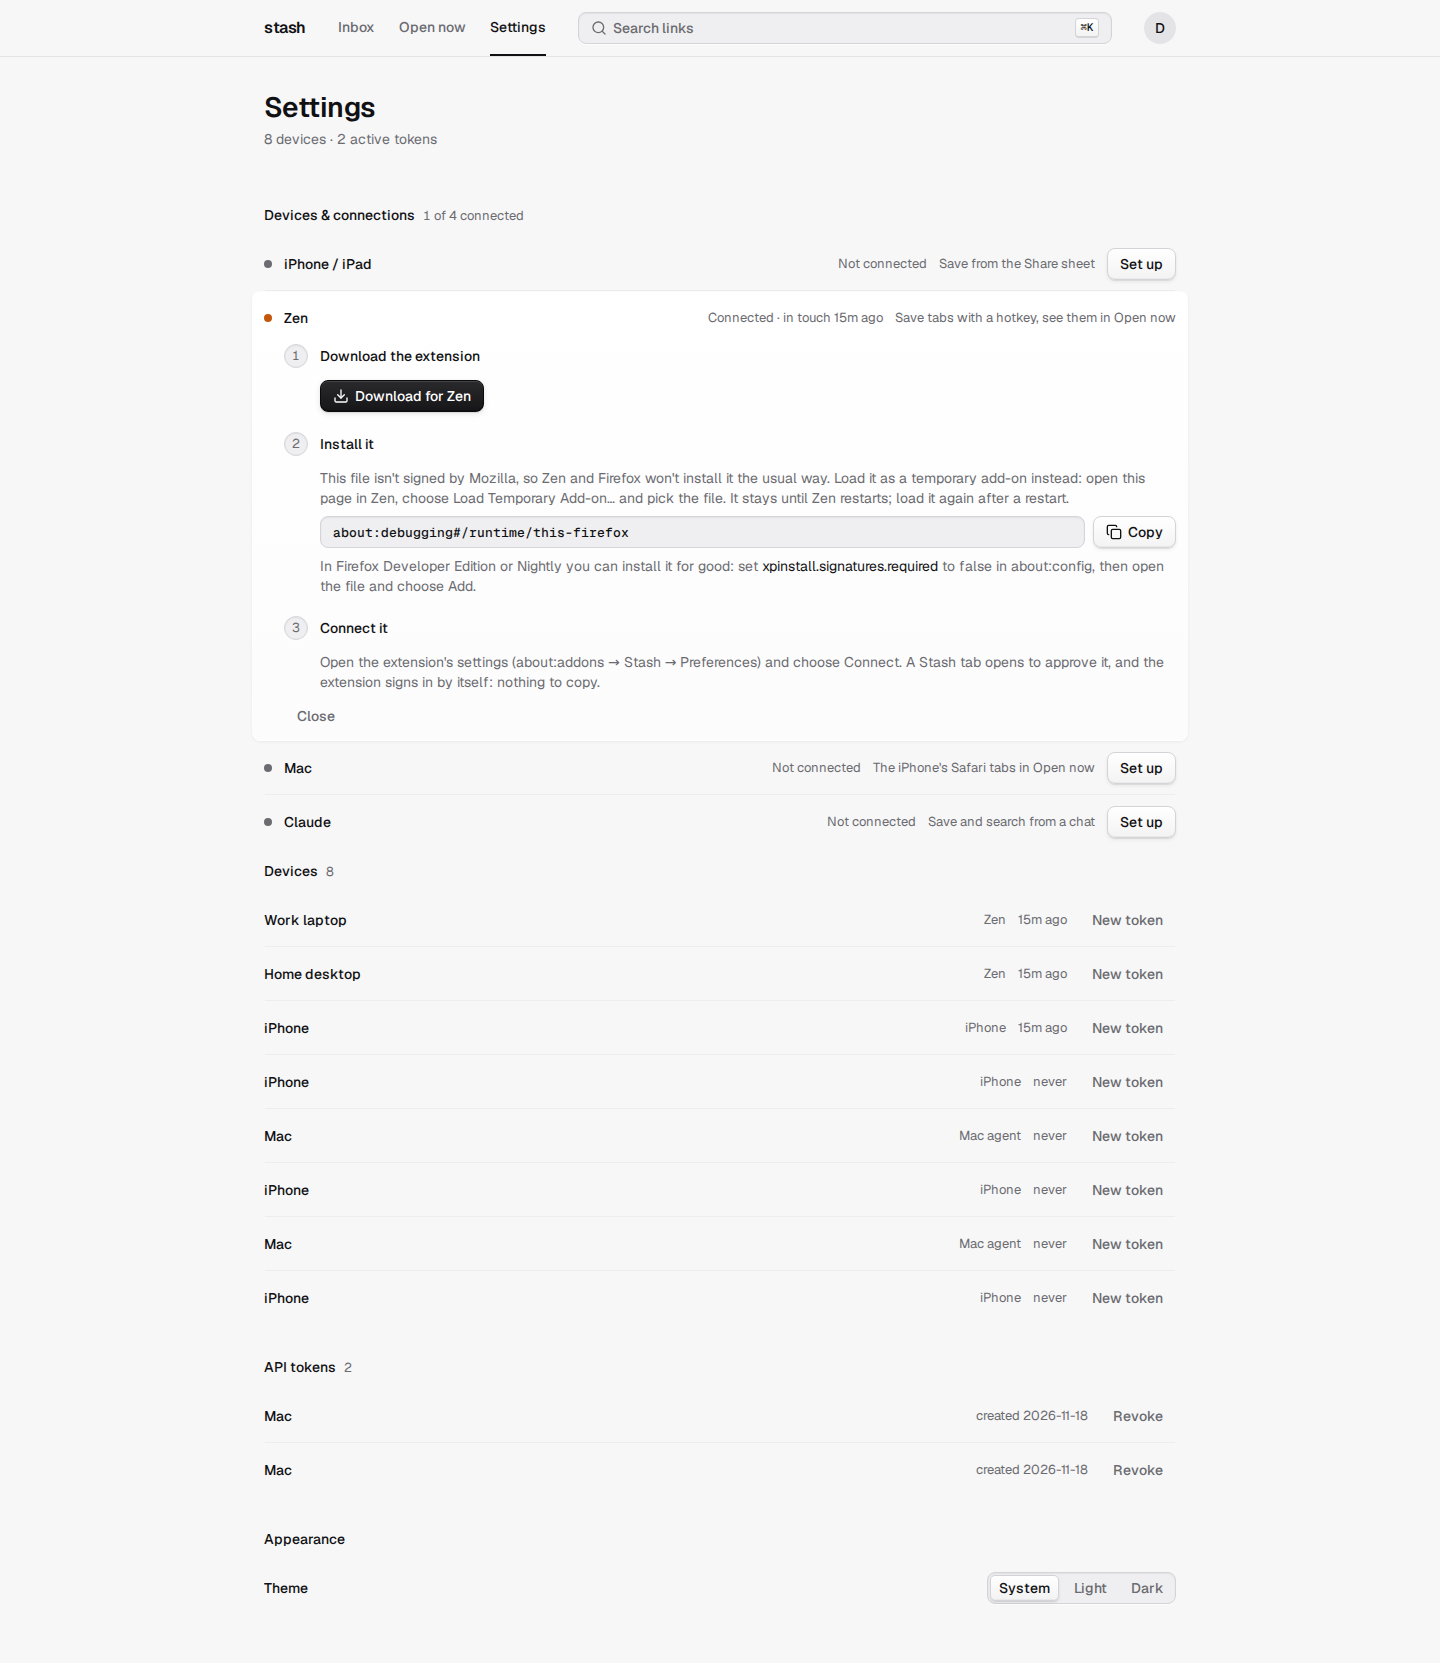 stash Inbox Open now Settings Search links ⌘K D
Settings
8 devices · 2 active tokens
Devices & connections 1 of 4 connected
iPhone / iPad Not connected Save from the Share sheet Set up
Zen Connected · in touch 15m ago Save tabs with a hotkey, see them in Open now
1 Download the extension
Download for Zen
2 Install it
This file isn't signed by Mozilla, so Zen and Firefox won't install it the usual way. Load it as a temporary add-on instead: open this
page in Zen, choose Load Temporary Add-on… and pick the file. It stays until Zen restarts; load it again after a restart.
about:debugging#/runtime/this-firefox Copy
In Firefox Developer Edition or Nightly you can install it for good: set xpinstall.signatures.required to false in about:config, then open
the file and choose Add.
3 Connect it
Open the extension's settings (about:addons → Stash → Preferences) and choose Connect. A Stash tab opens to approve it, and the
extension signs in by itself: nothing to copy.
Close
Mac Not connected The iPhone's Safari tabs in Open now Set up
Claude Not connected Save and search from a chat Set up
Devices 8
Work laptop Zen 15m ago New token
Home desktop Zen 15m ago New token
iPhone iPhone 15m ago New token
iPhone iPhone never New token
Mac Mac agent never New token
iPhone iPhone never New token
Mac Mac agent never New token
iPhone iPhone never New token
API tokens 2
Mac created 2026-11-18 Revoke
Mac created 2026-11-18 Revoke
Appearance
Theme System Light Dark